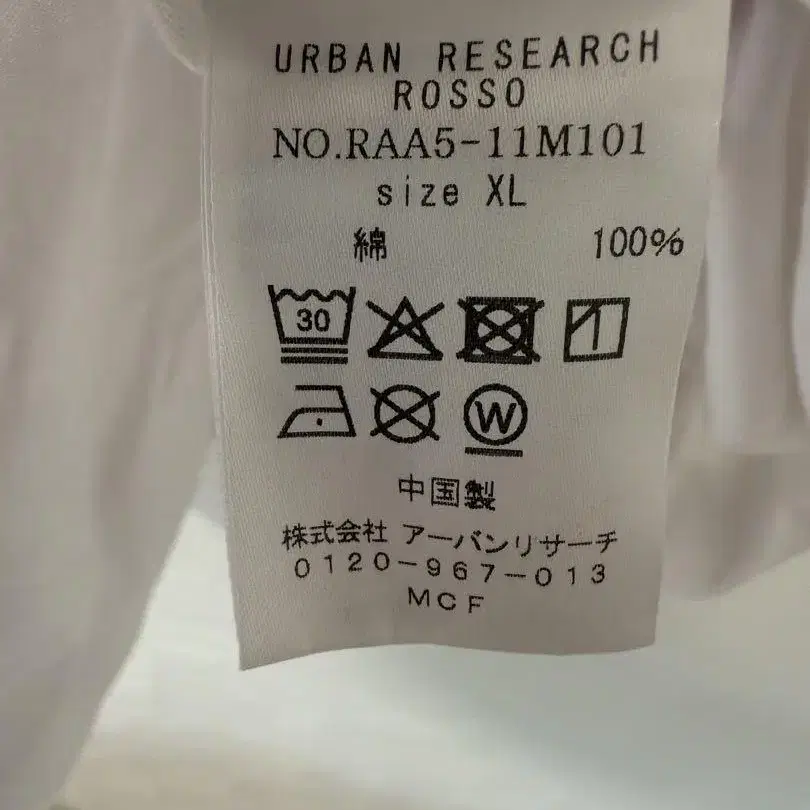 URBAN RESEARCH
ROSSO
NO.RAA5-11M101
size XL
綿 100%
30
W
中国製
株式会社 アーバンリサーチ
0120-967-013
MCF